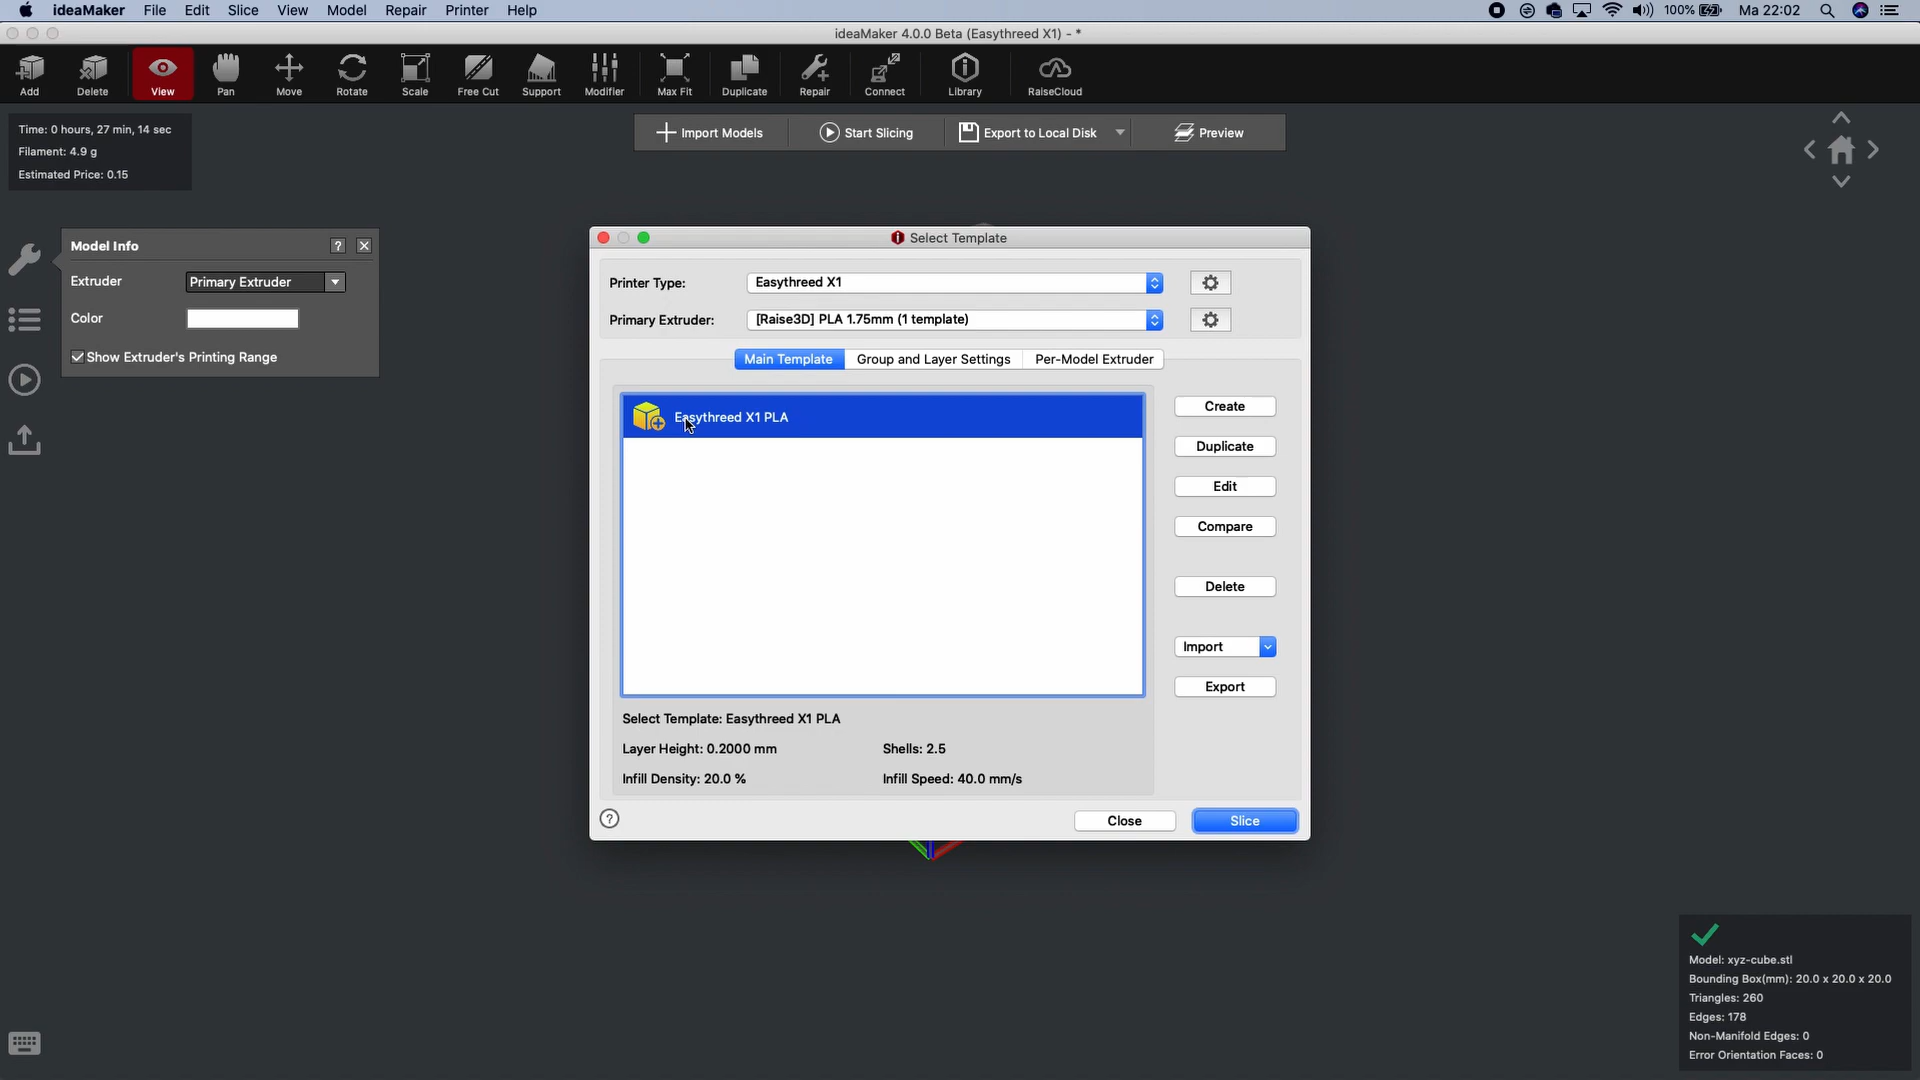 ideaMaker File Edit Slice View Model Repair Printer Help 100% Ma 22:02
ideaMaker 4.0.0 Beta (Easythreed X1) - *
Add Delete View Pan Move Rotate Scale Free Cut Support Modifier Max Fit Duplicate Repair Connect Library RaiseCloud
Time: 0 hours, 27 min, 14 sec
Filament: 4.9 g
Estimated Price: 0.15
Import Models Start Slicing Export to Local Disk Preview
Model Info ?
Extruder Primary Extruder
Color
Show Extruder's Printing Range
Select Template
Printer Type: Easythreed X1
Primary Extruder: [Raise3D] PLA 1.75mm (1 template)
Main Template Group and Layer Settings Per-Model Extruder
Easythreed X1 PLA
Create
Duplicate
Edit
Compare
Delete
Import
Export
Select Template: Easythreed X1 PLA
Layer Height: 0.2000 mm Shells: 2.5
Infill Density: 20.0 % Infill Speed: 40.0 mm/s
? Close Slice
Model: xyz-cube.stl
Bounding Box(mm): 20.0 x 20.0 x 20.0
Triangles: 260
Edges: 178
Non-Manifold Edges: 0
Error Orientation Faces: 0